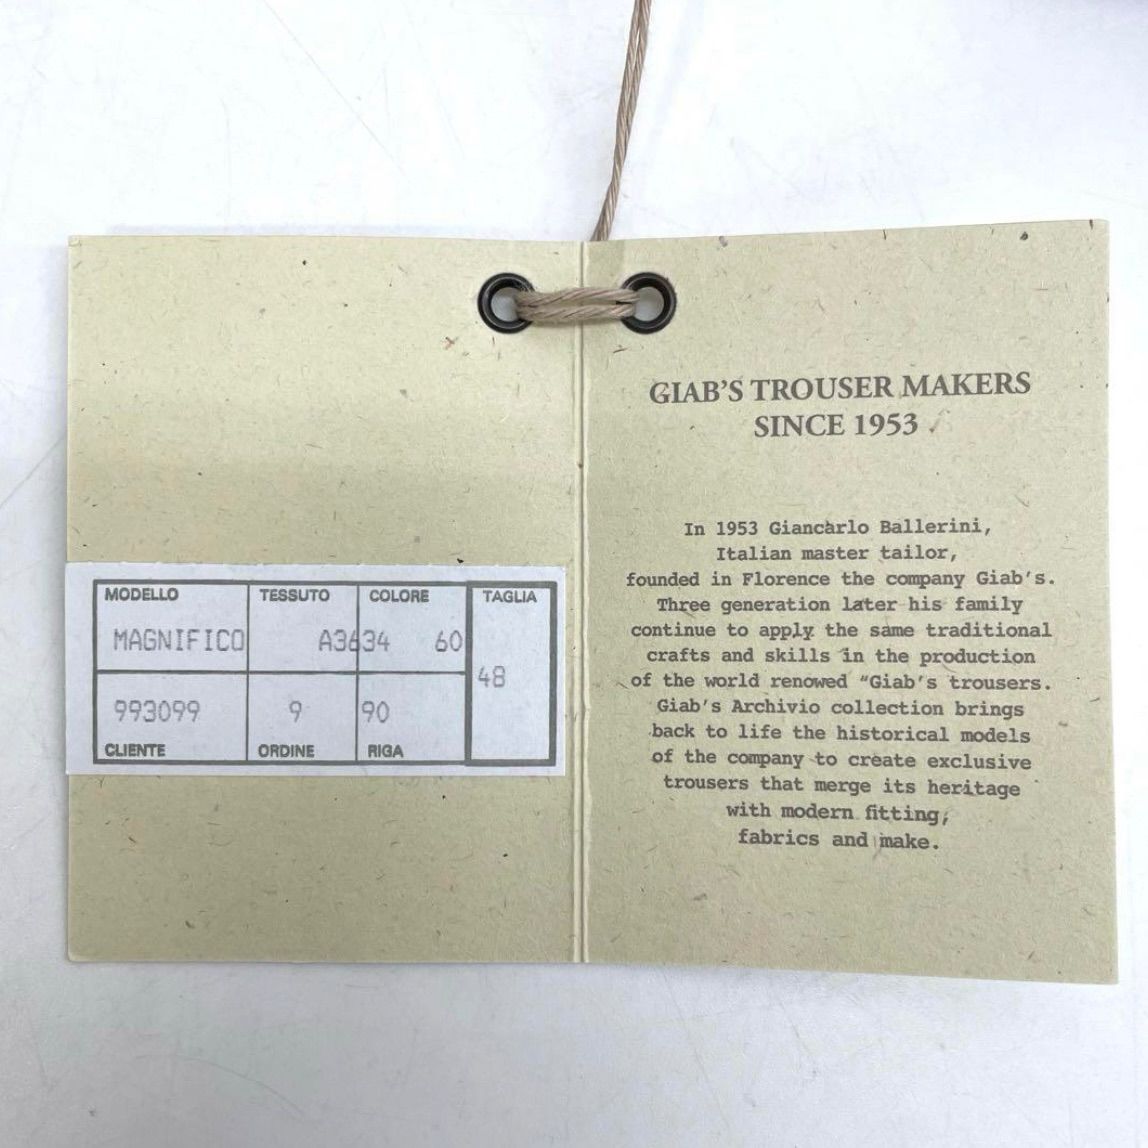 MODELLO TESSUTO COLORE TAGLIA
MAGNIFICO A3634 60
48
993099 9 90
CLIENTE ORDINE RIGA
GIAB'S TROUSER MAKERS
SINCE 1953
In 1953 Giancarlo Ballerini,
Italian master tailor,
founded in Florence the company Giab's.
Three generation later his family
continue to apply the same traditional
crafts and skills in the production
of the world renowed "Giab's trousers.
Giab's Archivio collection brings
back to life the historical models
of the company to create exclusive
trousers that merge its heritage
with modern fitting,
fabrics and make.